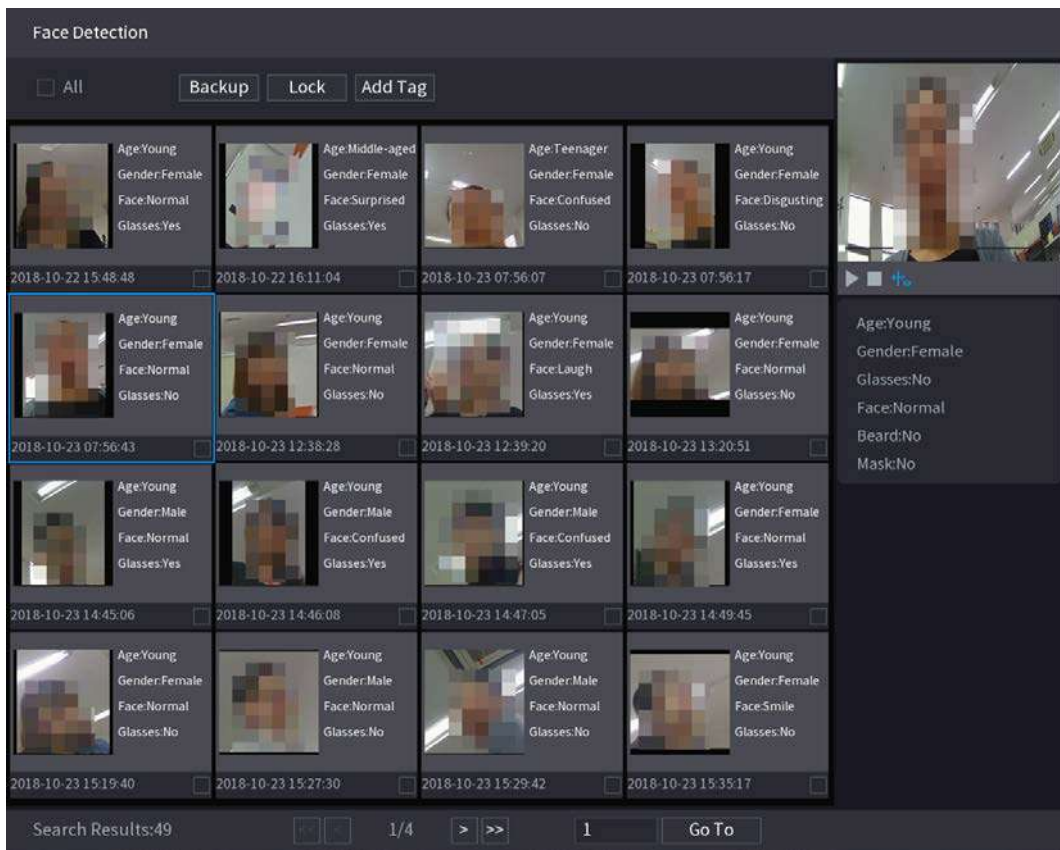 Face Detection
All
Backup
Lock
Add Tag
Age:Young
Gender:Female
Face:Normal
Glasses:Yes
2018-10-22 15:48:48
Age:Middle-aged
Gender:Female
Face:Surprised
Glasses:Yes
2018-10-22 16:11:04
Age:Teenager
Gender:Female
Face:Confused
Glasses:No
2018-10-23 07:56:07
Age:Young
Gender:Female
Face:Disgusting
Glasses:No
2018-10-23 07:56:17
Age:Young
Gender:Female
Face:Normal
Glasses:No
2018-10-23 07:56:43
Age:Young
Gender:Female
Face:Normal
Glasses:No
2018-10-23 12:38:28
Age:Young
Gender:Female
Face:Laugh
Glasses:Yes
2018-10-23 12:39:20
Age:Young
Gender:Female
Face:Normal
Glasses:No
2018-10-23 13:20:51
Age:Young
Gender:Male
Face:Normal
Glasses:Yes
2018-10-23 14:45:06
Age:Young
Gender:Male
Face:Confused
Glasses:Yes
2018-10-23 14:46:08
Age:Young
Gender:Male
Face:Confused
Glasses:Yes
2018-10-23 14:47:05
Age:Young
Gender:Female
Face:Normal
Glasses:Yes
2018-10-23 14:49:45
Age:Young
Gender:Female
Face:Normal
Glasses:No
2018-10-23 15:19:40
Age:Young
Gender:Male
Face:Normal
Glasses:No
2018-10-23 15:27:30
Age:Young
Gender:Male
Face:Normal
Glasses:No
2018-10-23 15:29:42
Age:Young
Gender:Female
Face:Smile
Glasses:No
2018-10-23 15:35:17
Age:Young
Gender:Female
Glasses:No
Face:Normal
Beard:No
Mask:No
Search Results:49
<< < 1/4 > >> 1 Go To